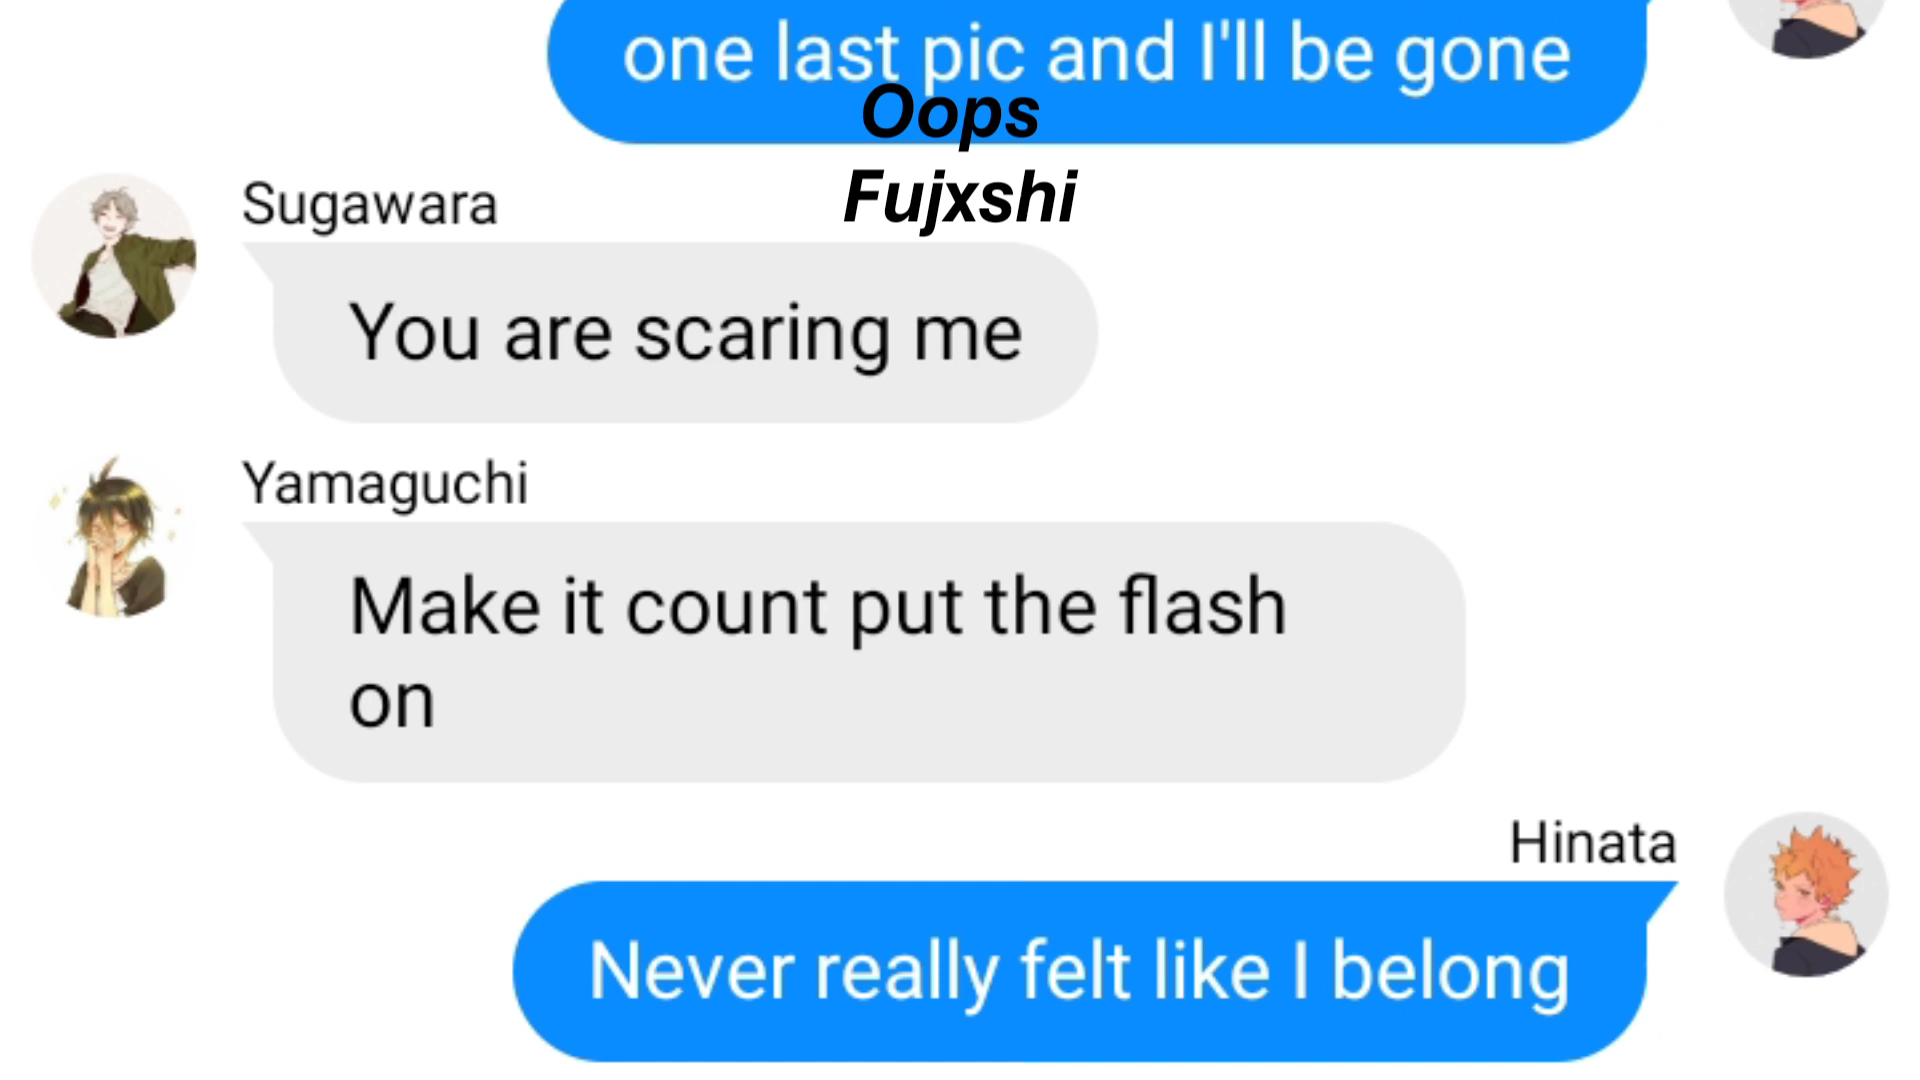 one last pic and I'll be gone
Oops
Fujxshi
Sugawara
You are scaring me
Yamaguchi
Make it count put the flash
on
Hinata
Never really felt like I belong